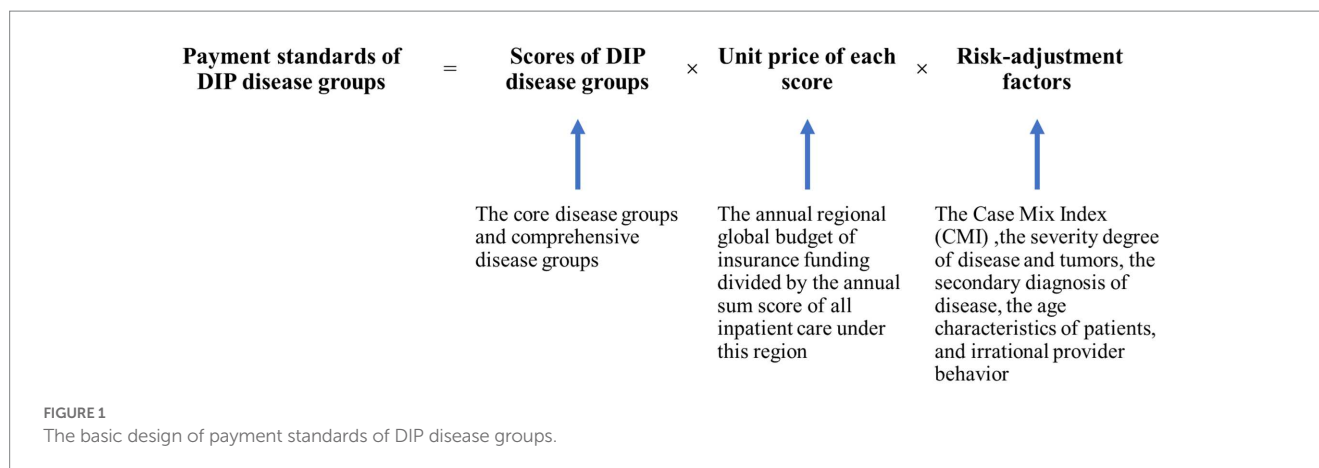 Payment standards of
DIP disease groups
=
Scores of DIP
disease groups
×
Unit price of each
score
×
Risk-adjustment
factors
The core disease groups
and comprehensive
disease groups
The annual regional
global budget of
insurance funding
divided by the annual
sum score of all
inpatient care under
this region
The Case Mix Index
(CMI) ,the severity degree
of disease and tumors, the
secondary diagnosis of
disease, the age
characteristics of patients,
and irrational provider
behavior
FIGURE 1
The basic design of payment standards of DIP disease groups.